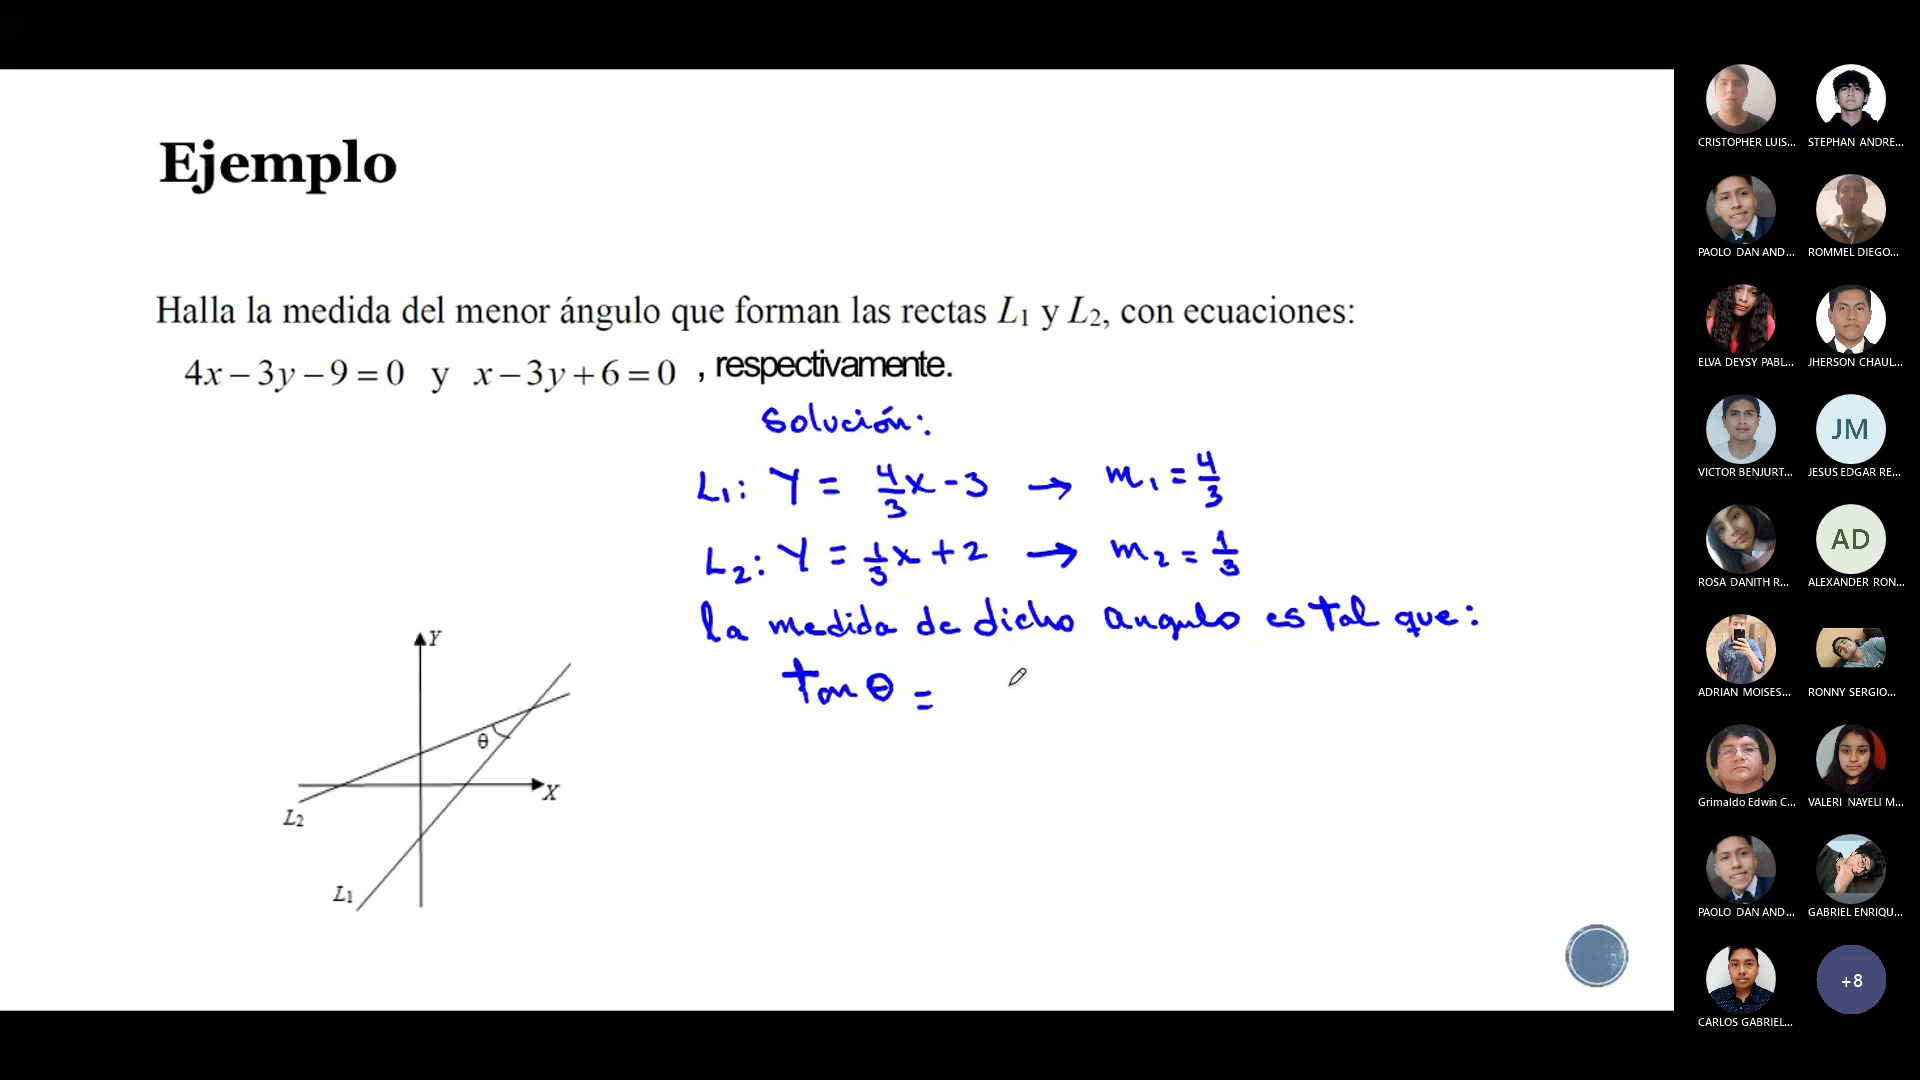 Ejemplo
Halla la medida del menor ángulo que forman las rectas L1 y L2, con ecuaciones:
4x − 3y − 9 = 0 y x − 3y + 6 = 0 , respectivamente.
Solución:
L1: Y = 4/3 x - 3 → m1 = 4/3
L2: Y = 1/3 x + 2 → m2 = 1/3
la medida de dicho angulo es tal que:
tan θ =
Y
θ
X
L2
L1
CRISTOPHER LUIS...
STEPHAN ANDRE...
PAOLO DAN AND...
ROMMEL DIEGO...
ELVA DEYSY PABL...
JHERSON CHAUL...
JM
VICTOR BENJURT...
JESUS EDGAR RE...
AD
ROSA DANITH R...
ALEXANDER RON...
ADRIAN MOISES...
RONNY SERGIO...
Grimaldo Edwin C...
VALERI NAYELI M...
PAOLO DAN AND...
GABRIEL ENRIQU...
+8
CARLOS GABRIEL...